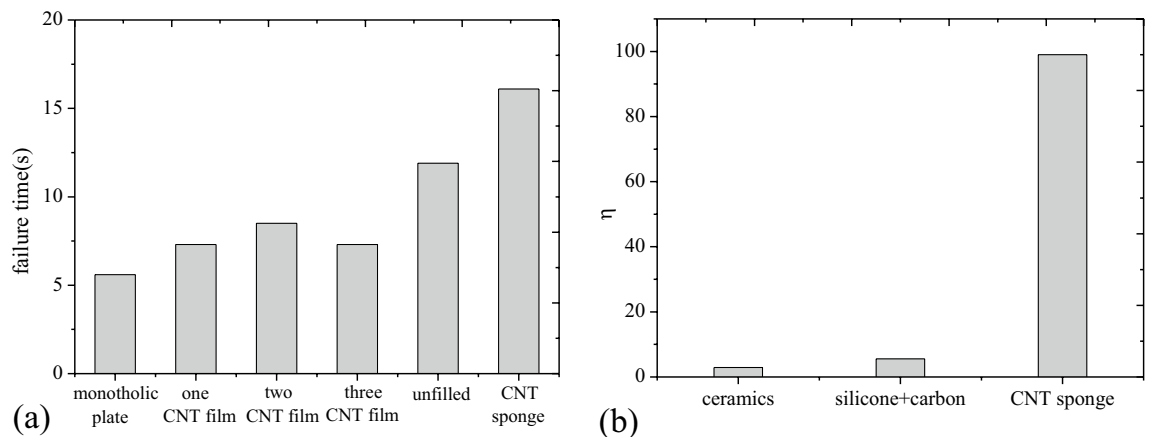 20
15
10
5
0
failure time(s)
monotholic plate
one CNT film
two CNT film
three CNT film
unfilled
CNT sponge
(a)
100
80
60
40
20
0
η
ceramics
silicone+carbon
CNT sponge
(b)